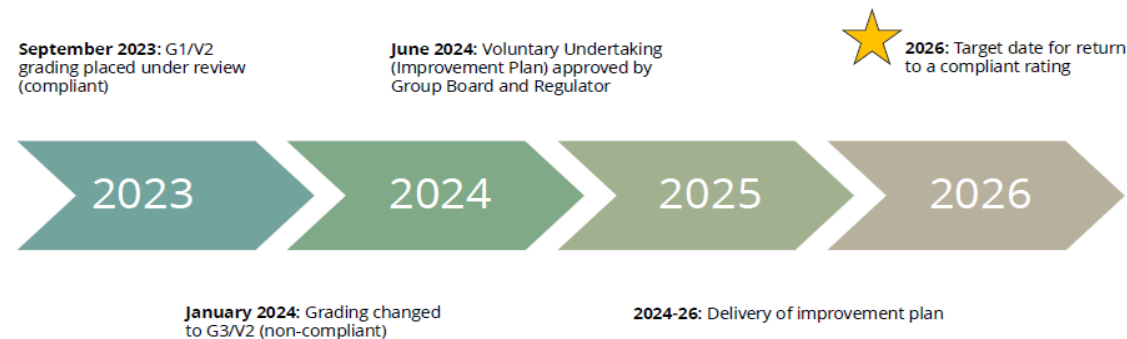 September 2023: G1/V2
grading placed under review
(compliant)
June 2024: Voluntary Undertaking
(Improvement Plan) approved by
Group Board and Regulator
2026: Target date for return
to a compliant rating
2023
2024
2025
2026
January 2024: Grading changed
to G3/V2 (non-compliant)
2024-26: Delivery of improvement plan